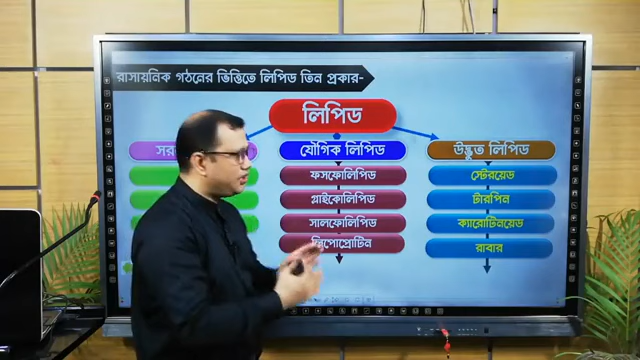 রাসায়নিক গঠনের ভিত্তিতে লিপিড তিন প্রকার-
লিপিড
যৌগিক লিপিড
উদ্ভুত লিপিড
ফসফোলিপিড
স্টেরয়েড
গ্লাইকোলিপিড
টারপিন
সালফোলিপিড
ক্যারোটিনয়েড
লিপোপ্রোটিন
রাবার